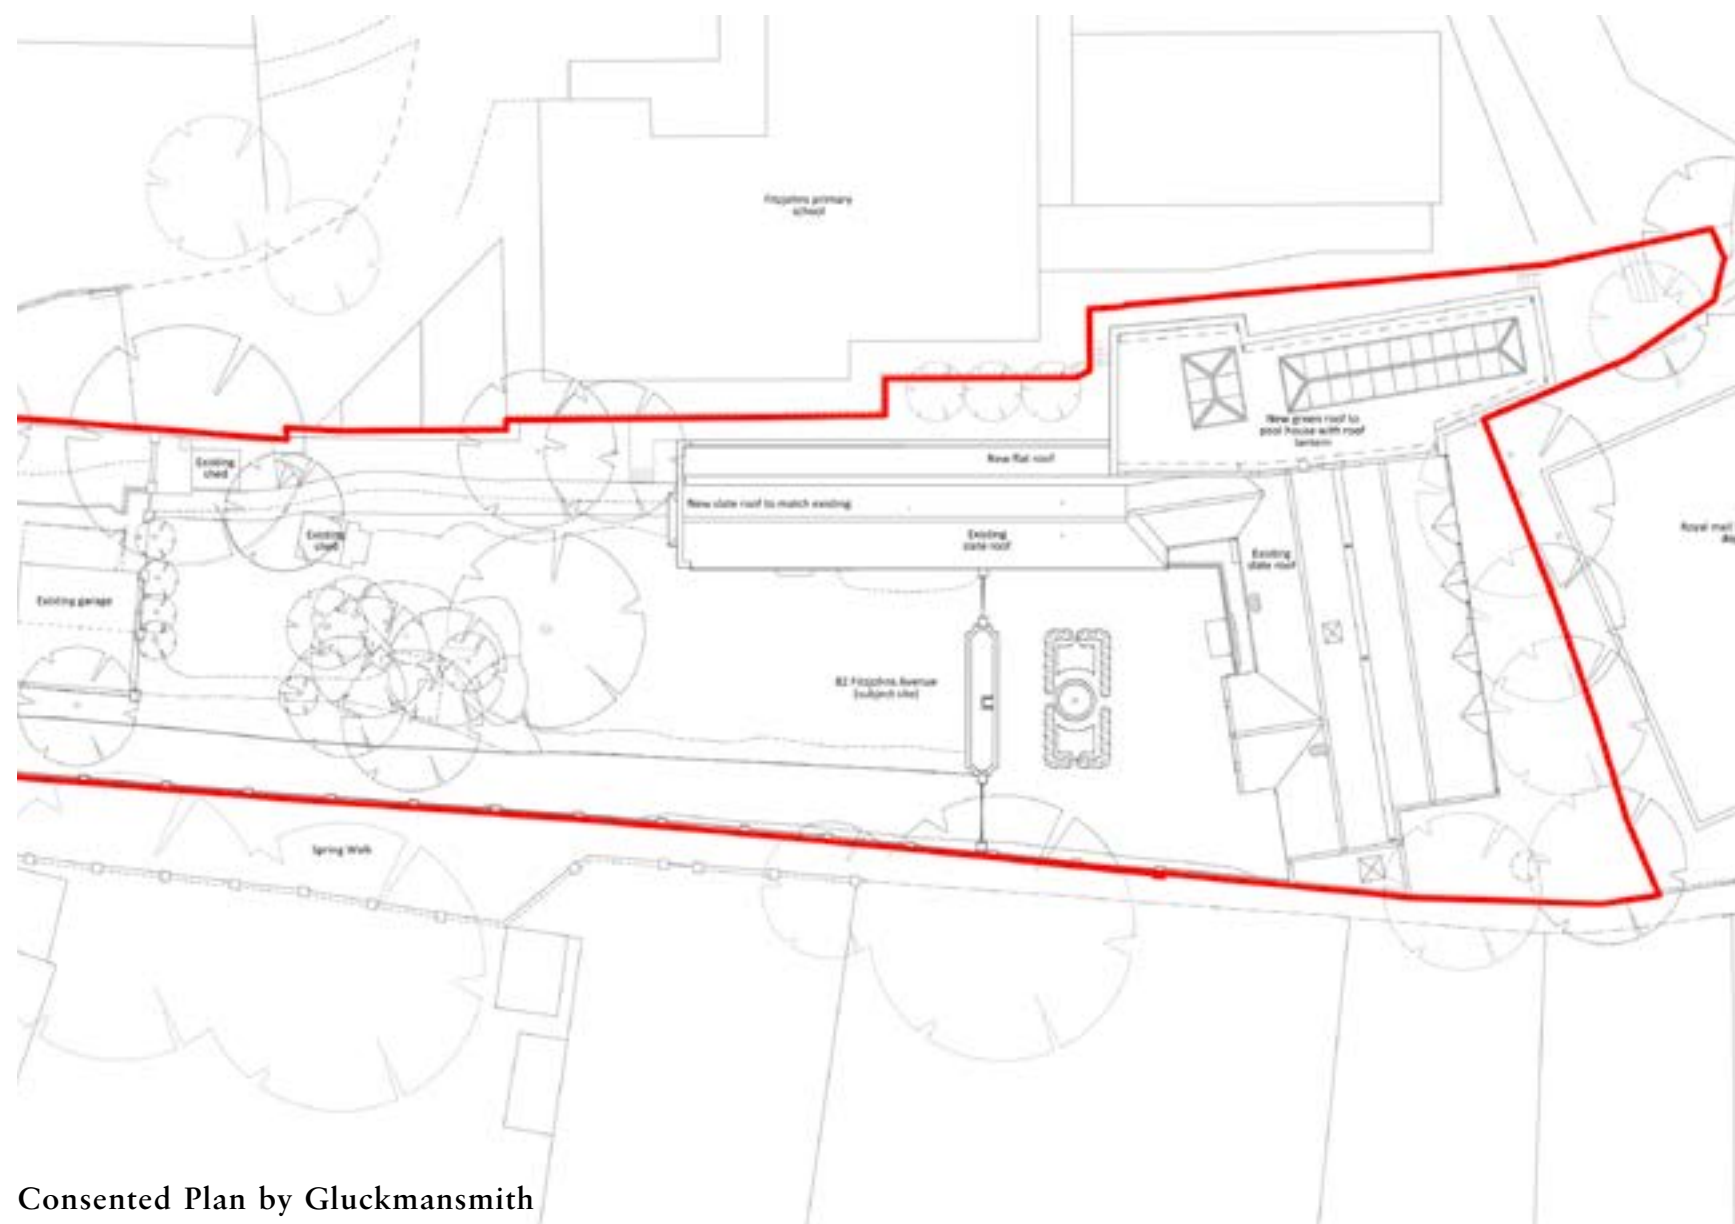 Fitzjohns primary
school
New green roof to
pool house with roof
lantern
New flat roof
Existing
shed
New slate roof to match existing
Royal mail
Existing
shed
Existing
slate roof
Existing
slate roof
Existing garage
82 Fitzjohns Avenue
(subject site)
Spring Walk
Consented Plan by Gluckmansmith